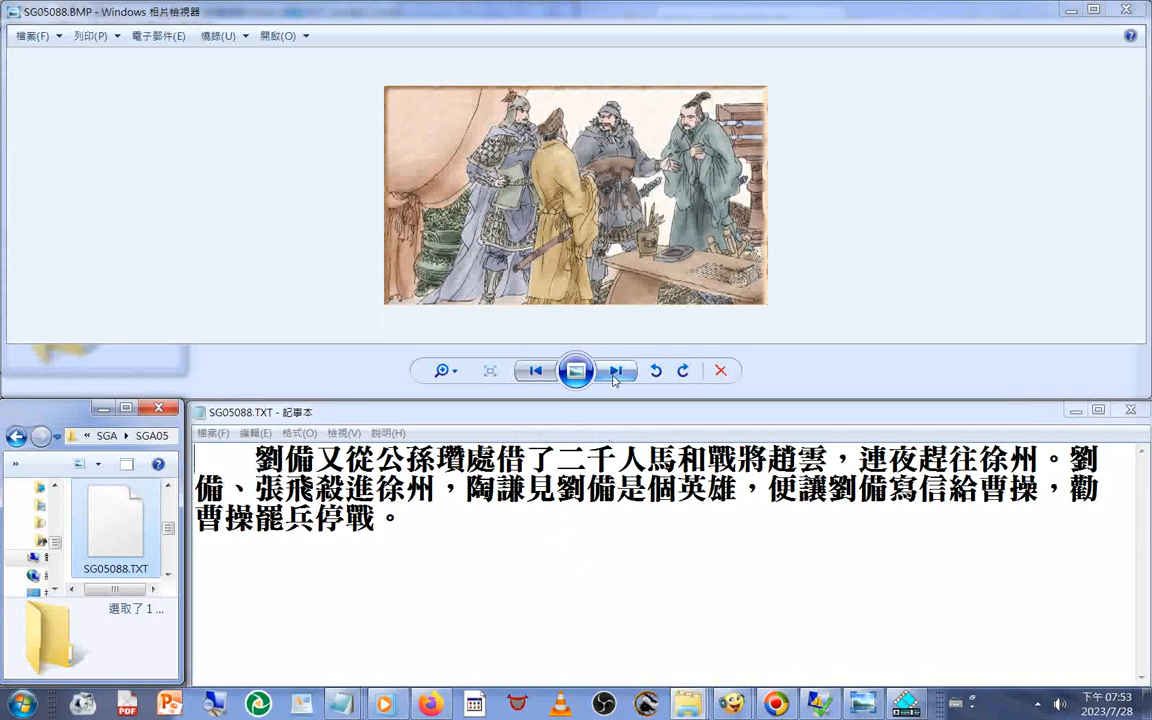 SG05088.BMP - Windows 相片檢視器
檔案(F) 列印(P) 電子郵件(E) 燒錄(U) 開啟(O)
« SGA ▸ SGA05
»
SG05088.TXT
選取了 1 ...
SG05088.TXT - 記事本
檔案(F) 編輯(E) 格式(O) 檢視(V) 說明(H)
劉備又從公孫瓚處借了二千人馬和戰將趙雲，連夜趕往徐州。劉
備、張飛殺進徐州，陶謙見劉備是個英雄，便讓劉備寫信給曹操，勸
曹操罷兵停戰。
PDF
下午 07:53
2023/7/28